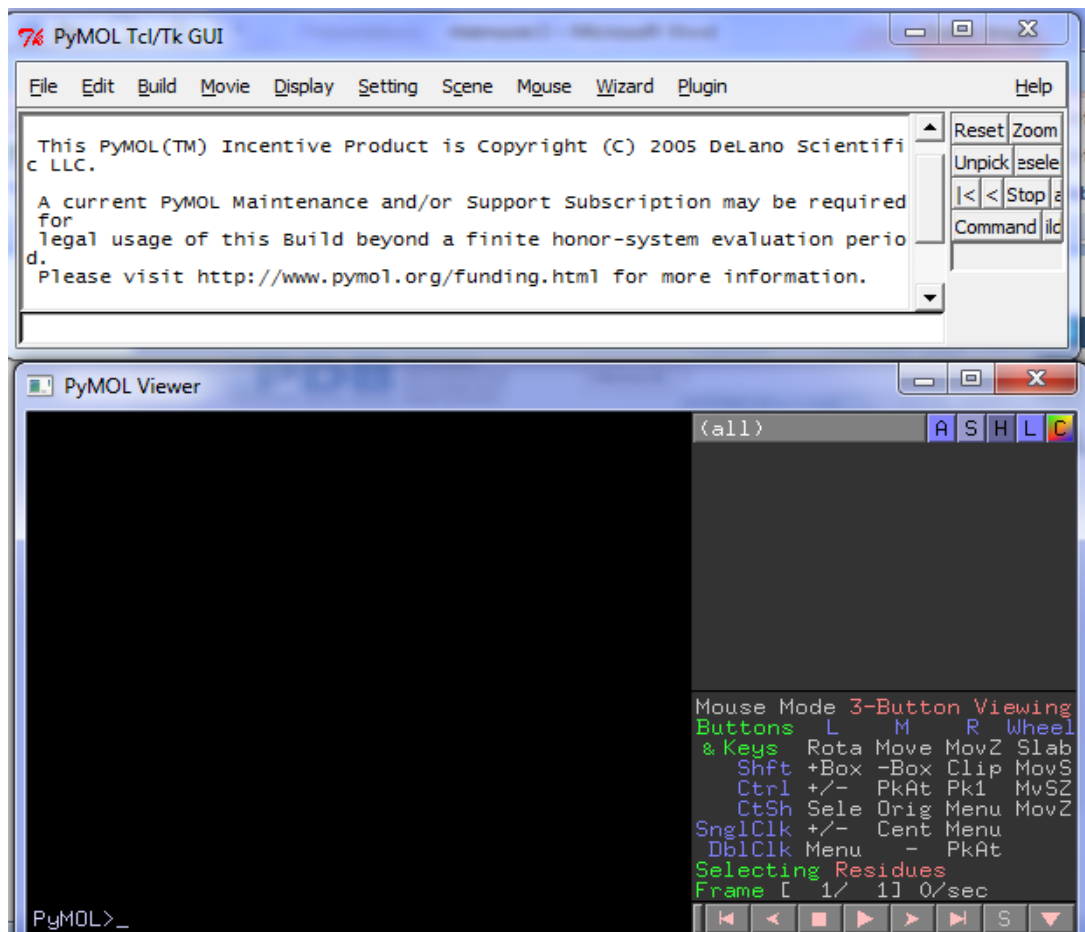 PyMOL Tcl/Tk GUI
File Edit Build Movie Display Setting Scene Mouse Wizard Plugin Help
This PyMOL(TM) Incentive Product is Copyright (C) 2005 DeLano Scientifi
c LLC.
A current PyMOL Maintenance and/or Support Subscription may be required
for
legal usage of this Build beyond a finite honor-system evaluation perio
d.
Please visit http://www.pymol.org/funding.html for more information.
Reset Zoom
Unpick esele
|< < Stop
Command ild
PyMOL Viewer
(all) A S H L C
Mouse Mode 3-Button Viewing
Buttons L M R Wheel
& Keys Rota Move MovZ Slab
Shft +Box -Box Clip MovS
Ctrl +/- PkAt Pk1 MvSZ
CtSh Sele Orig Menu MovZ
SnglClk +/- Cent Menu
DblClk Menu - PkAt
Selecting Residues
Frame [ 1/ 1] 0/sec
PyMOL>_
S